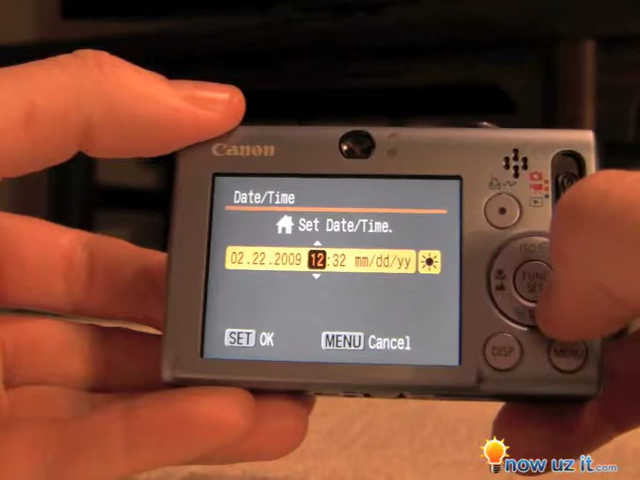 Canon
Date/Time
Set Date/Time.
02.22.2009 12:32 mm/dd/yy
SET OK
MENU Cancel
ISO
FUNC. SET
DISP.
MENU
now uz it.com